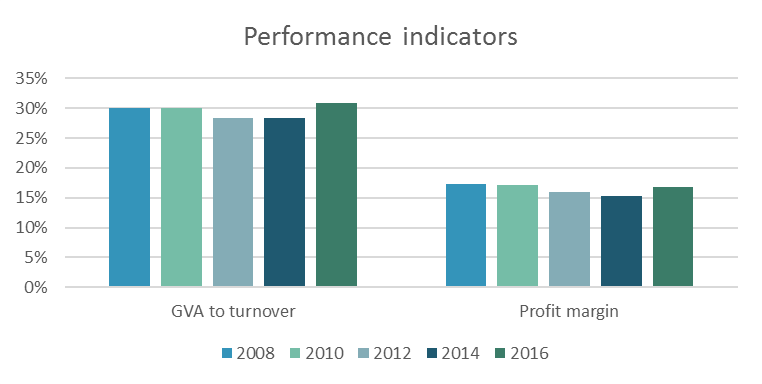 Performance indicators
35%
30%
25%
20%
15%
10%
5%
0%
GVA to turnover Profit margin
2008 2010 2012 2014 2016